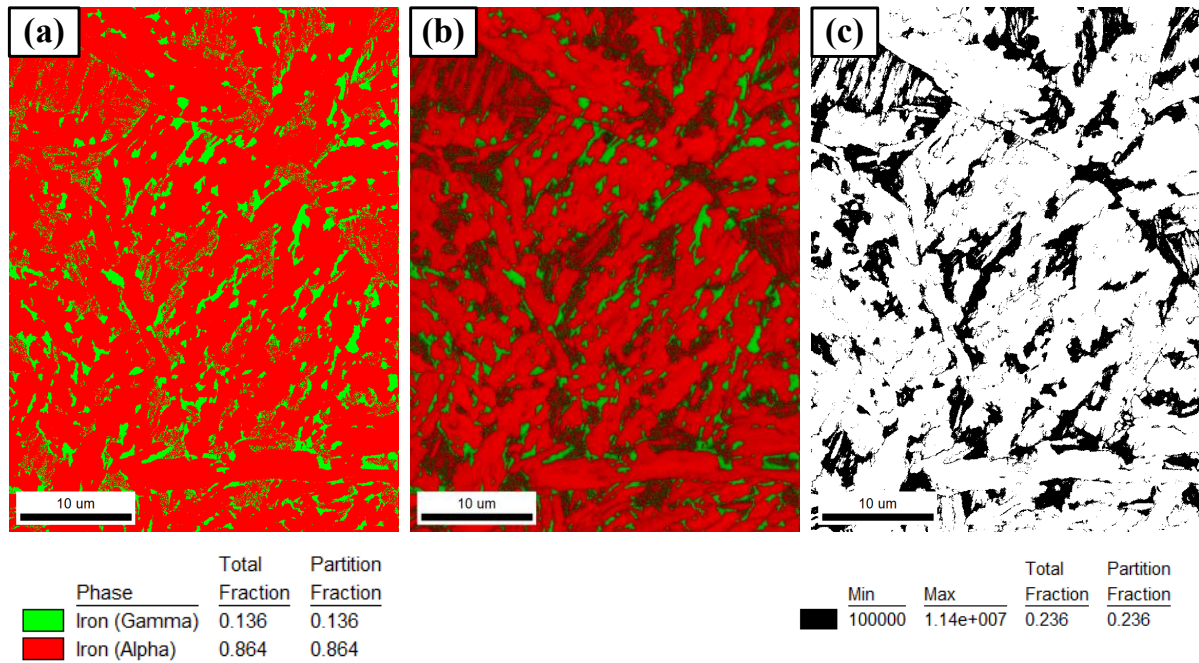 (a)
(b)
(c)
10 um
10 um
10 um
Total Partition
Phase Fraction Fraction
Iron (Gamma) 0.136 0.136
Iron (Alpha) 0.864 0.864
Total Partition
Min Max Fraction Fraction
100000 1.14e+007 0.236 0.236